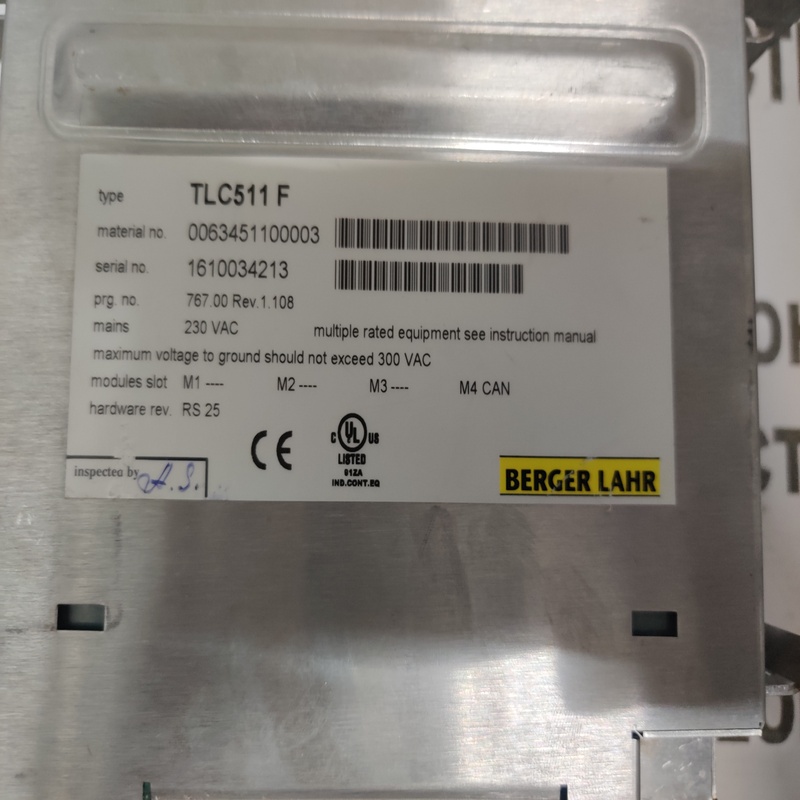 type TLC511 F
material no. 0063451100003
serial no. 1610034213
prg. no. 767.00 Rev.1.108
mains 230 VAC multiple rated equipment see instruction manual
maximum voltage to ground should not exceed 300 VAC
modules slot M1 ---- M2 ---- M3 ---- M4 CAN
hardware rev. RS 25
CE
C UL US
LISTED
91ZA
IND.CONT.EQ
inspected by A.S.
BERGER LAHR